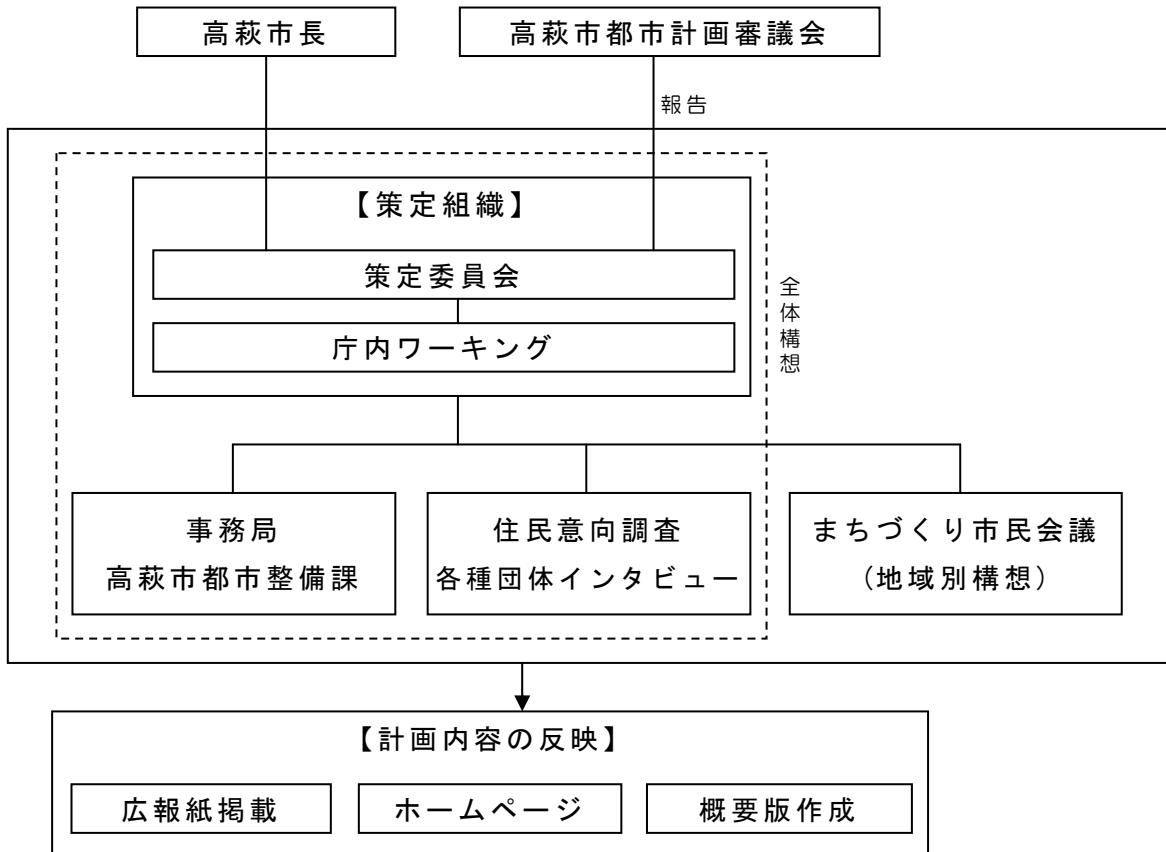 高萩市長
高萩市都市計画審議会
報告
【策定組織】
策定委員会
庁内ワーキング
全体構想
事務局
高萩市都市整備課
住民意向調査
各種団体インタビュー
まちづくり市民会議
(地域別構想)
【計画内容の反映】
広報紙掲載
ホームページ
概要版作成